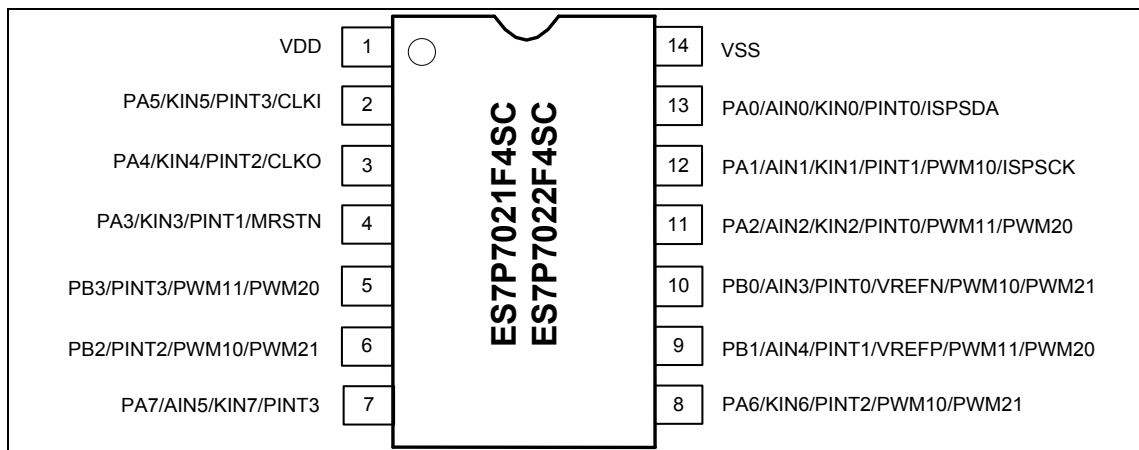 VDD 1
14 VSS
PA5/KIN5/PINT3/CLKI 2
13 PA0/AIN0/KIN0/PINT0/ISPSDA
PA4/KIN4/PINT2/CLKO 3
12 PA1/AIN1/KIN1/PINT1/PWM10/ISPSCK
PA3/KIN3/PINT1/MRSTN 4
11 PA2/AIN2/KIN2/PINT0/PWM11/PWM20
PB3/PINT3/PWM11/PWM20 5
10 PB0/AIN3/PINT0/VREFN/PWM10/PWM21
PB2/PINT2/PWM10/PWM21 6
9 PB1/AIN4/PINT1/VREFP/PWM11/PWM20
PA7/AIN5/KIN7/PINT3 7
8 PA6/KIN6/PINT2/PWM10/PWM21
ES7P7021F4SC
ES7P7022F4SC